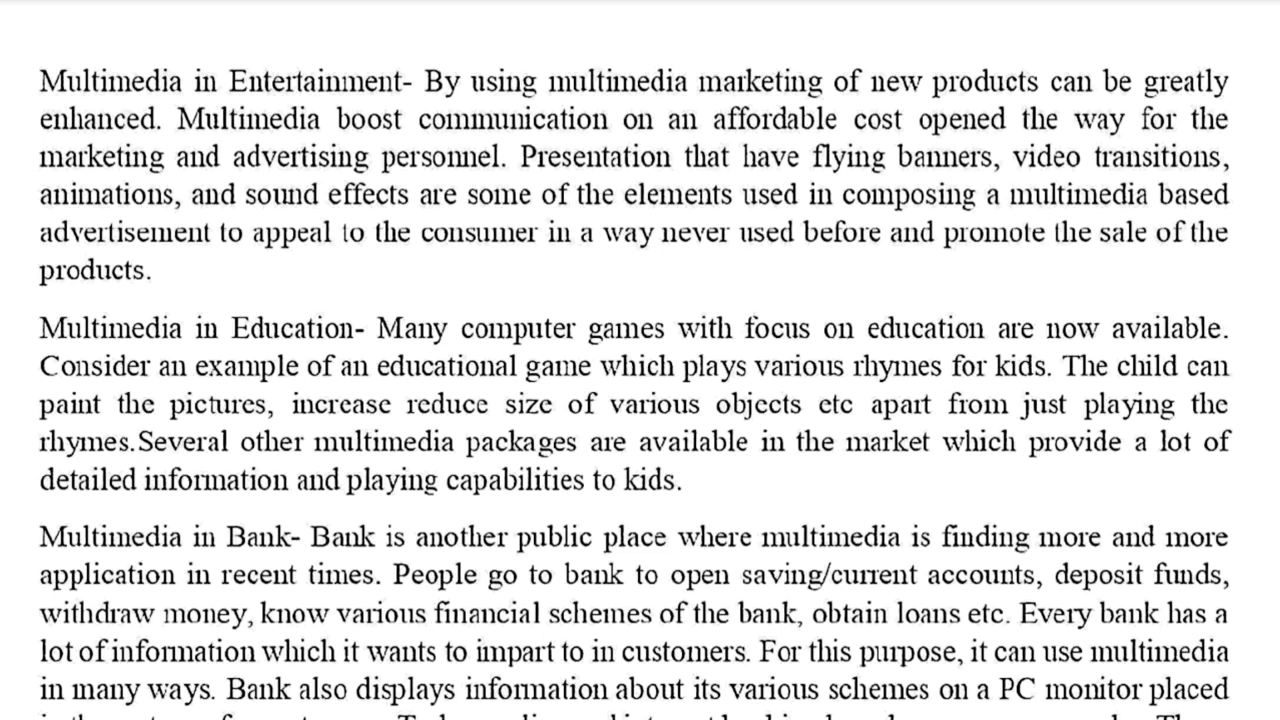 Multimedia in Entertainment- By using multimedia marketing of new products can be greatly
enhanced. Multimedia boost communication on an affordable cost opened the way for the
marketing and advertising personnel. Presentation that have flying banners, video transitions,
animations, and sound effects are some of the elements used in composing a multimedia based
advertisement to appeal to the consumer in a way never used before and promote the sale of the
products.
Multimedia in Education- Many computer games with focus on education are now available.
Consider an example of an educational game which plays various rhymes for kids. The child can
paint the pictures, increase reduce size of various objects etc apart from just playing the
rhymes.Several other multimedia packages are available in the market which provide a lot of
detailed information and playing capabilities to kids.
Multimedia in Bank- Bank is another public place where multimedia is finding more and more
application in recent times. People go to bank to open saving/current accounts, deposit funds,
withdraw money, know various financial schemes of the bank, obtain loans etc. Every bank has a
lot of information which it wants to impart to in customers. For this purpose, it can use multimedia
in many ways. Bank also displays information about its various schemes on a PC monitor placed